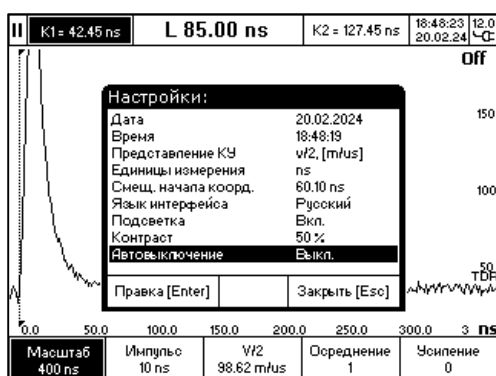 K1= 42.45 ns
L 85.00 ns
K2 = 127.45 ns
18:48:23
20.02.24
12.0
Off
Настройки:
Дата 20.02.2024
Время 18:48:19
Представление КУ v/2, [m/us]
Единицы измерения ns
Смещ. начала коорд. 60.10 ns
Язык интерфейса Русский
Подсветка Вкл.
Контраст 50 %
Автовыключение Выкл.
Правка [Enter] Закрыть [Esc]
150
100
50
TDR
0.0 50.0 100.0 150.0 200.0 250.0 300.0 3 ns
Масштаб
400 ns
Импульс
10 ns
V/2
98.62 m/us
Осреднение
1
Усиление
0